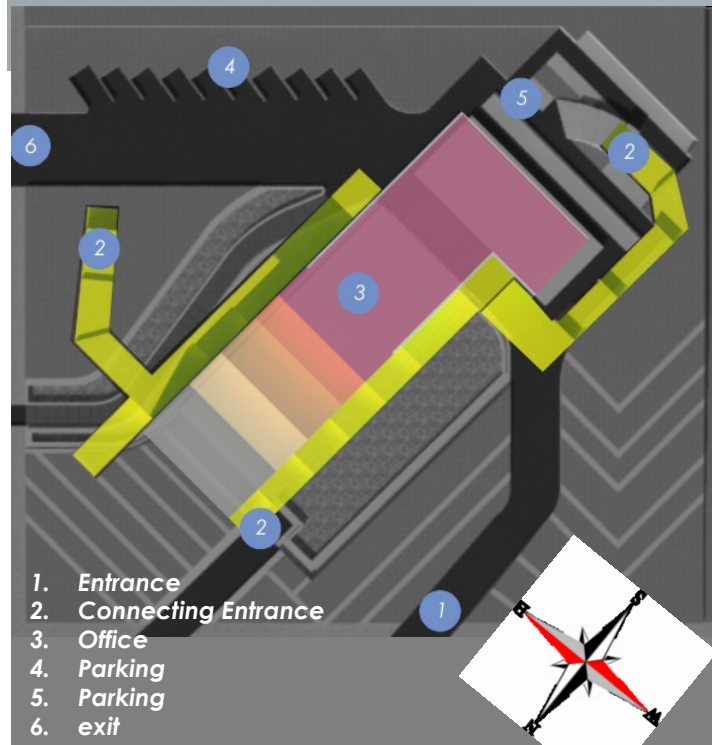 4
5
6
2
2
3
2
1
1. Entrance
2. Connecting Entrance
3. Office
4. Parking
5. Parking
6. exit
E
S
N
W